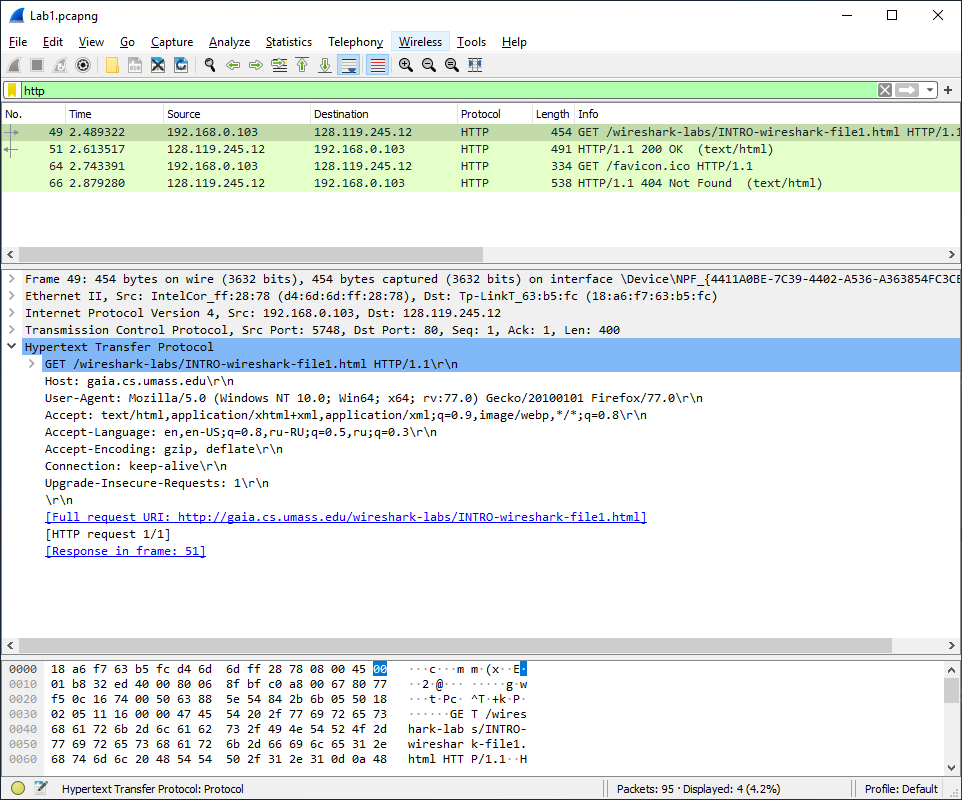 Lab1.pcapng
File Edit View Go Capture Analyze Statistics Telephony Wireless Tools Help
http
No. Time Source Destination Protocol Length Info
49 2.489322 192.168.0.103 128.119.245.12 HTTP 454 GET /wireshark-labs/INTRO-wireshark-file1.html HTTP/1.1
51 2.613517 128.119.245.12 192.168.0.103 HTTP 491 HTTP/1.1 200 OK (text/html)
64 2.743391 192.168.0.103 128.119.245.12 HTTP 334 GET /favicon.ico HTTP/1.1
66 2.879280 128.119.245.12 192.168.0.103 HTTP 538 HTTP/1.1 404 Not Found (text/html)
Frame 49: 454 bytes on wire (3632 bits), 454 bytes captured (3632 bits) on interface \Device\NPF_{4411A0BE-7C39-4402-A536-A363854FC3CE
Ethernet II, Src: IntelCor_ff:28:78 (d4:6d:6d:ff:28:78), Dst: Tp-LinkT_63:b5:fc (18:a6:f7:63:b5:fc)
Internet Protocol Version 4, Src: 192.168.0.103, Dst: 128.119.245.12
Transmission Control Protocol, Src Port: 5748, Dst Port: 80, Seq: 1, Ack: 1, Len: 400
Hypertext Transfer Protocol
GET /wireshark-labs/INTRO-wireshark-file1.html HTTP/1.1\r\n
Host: gaia.cs.umass.edu\r\n
User-Agent: Mozilla/5.0 (Windows NT 10.0; Win64; x64; rv:77.0) Gecko/20100101 Firefox/77.0\r\n
Accept: text/html,application/xhtml+xml,application/xml;q=0.9,image/webp,*/*;q=0.8\r\n
Accept-Language: en,en-US;q=0.8,ru-RU;q=0.5,ru;q=0.3\r\n
Accept-Encoding: gzip, deflate\r\n
Connection: keep-alive\r\n
Upgrade-Insecure-Requests: 1\r\n
\r\n
[Full request URI: http://gaia.cs.umass.edu/wireshark-labs/INTRO-wireshark-file1.html]
[HTTP request 1/1]
[Response in frame: 51]
0000 18 a6 f7 63 b5 fc d4 6d 6d ff 28 78 08 00 45 00 ···c···m m·(x··E·
0010 01 b8 32 ed 40 00 80 06 8f bf c0 a8 00 67 80 77 ··2·@··· ·····g·w
0020 f5 0c 16 74 00 50 63 88 5e 54 84 2b 6b 05 50 18 ···t·Pc· ^T·+k·P·
0030 02 05 11 16 00 00 47 45 54 20 2f 77 69 72 65 73 ······GE T /wires
0040 68 61 72 6b 2d 6c 61 62 73 2f 49 4e 54 52 4f 2d hark-lab s/INTRO-
0050 77 69 72 65 73 68 61 72 6b 2d 66 69 6c 65 31 2e wireshar k-file1.
0060 68 74 6d 6c 20 48 54 54 50 2f 31 2e 31 0d 0a 48 html HTT P/1.1··H
Hypertext Transfer Protocol: Protocol Packets: 95 · Displayed: 4 (4.2%) Profile: Default